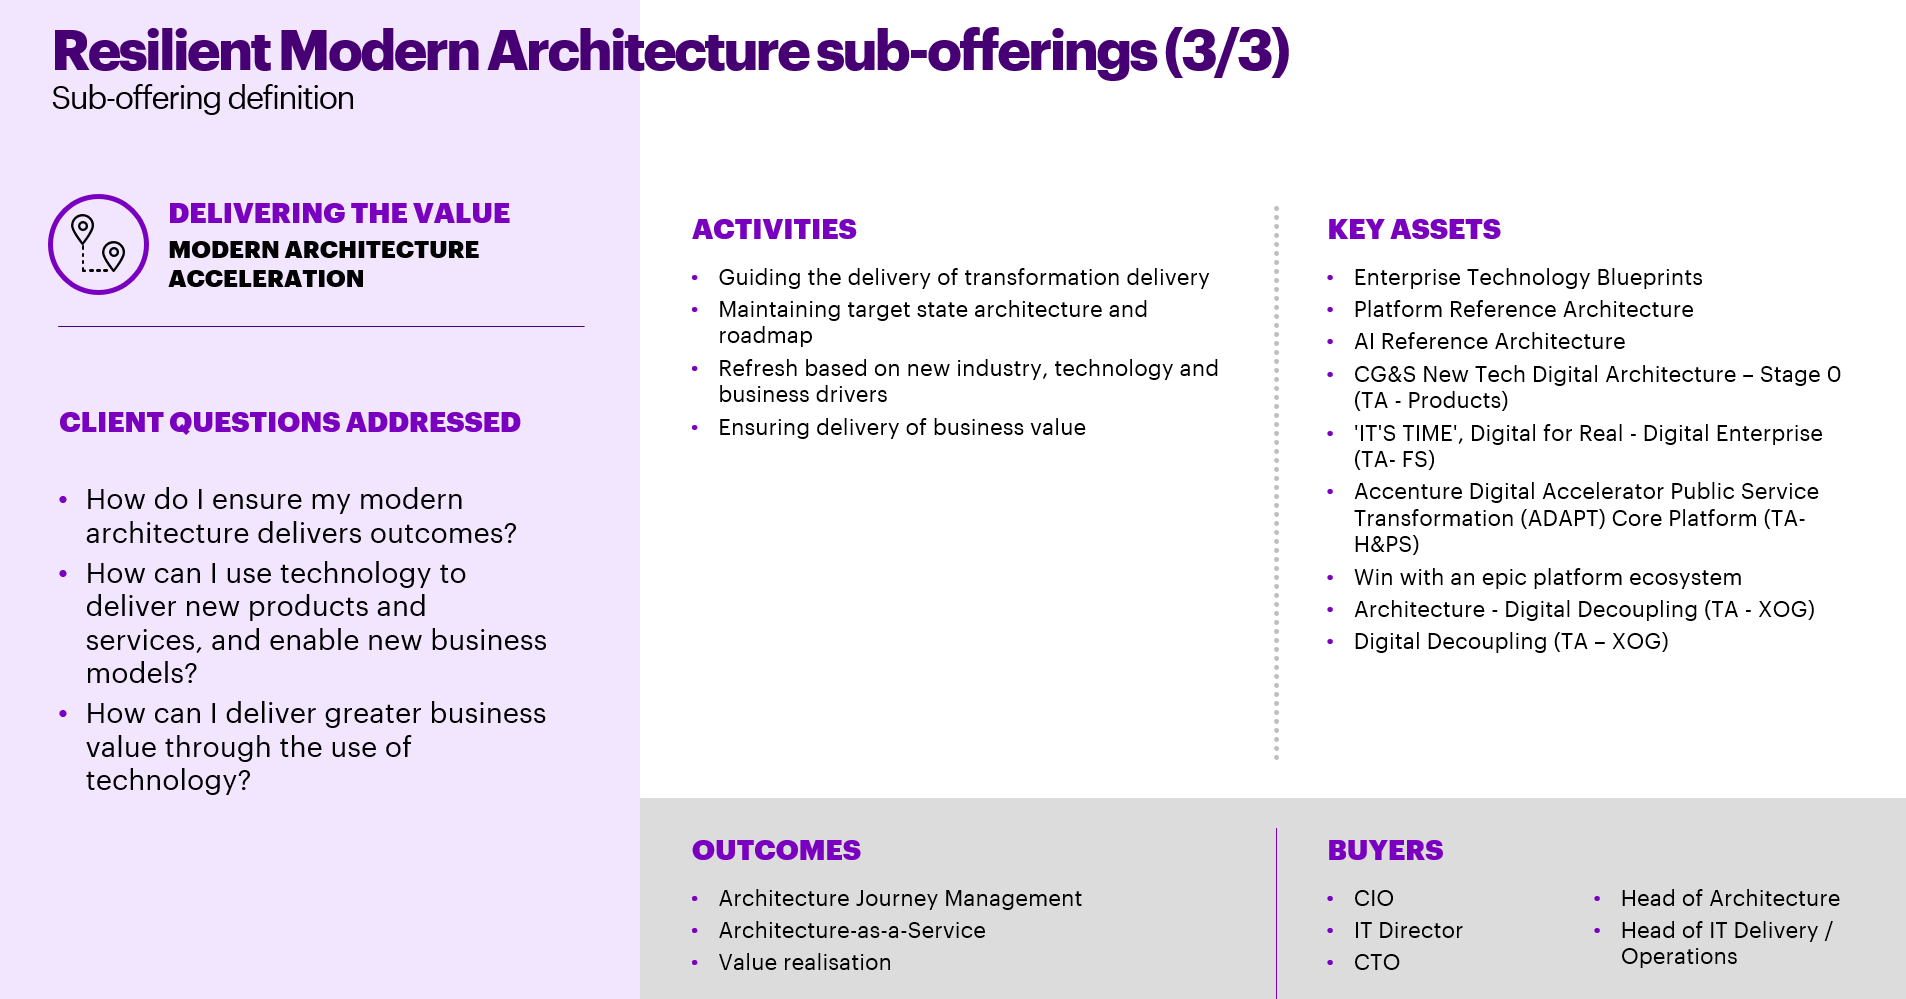 Resilient Modern Architecture sub-offerings (3/3)
Sub-offering definition
DELIVERING THE VALUE
MODERN ARCHITECTURE
ACCELERATION
CLIENT QUESTIONS ADDRESSED
• How do I ensure my modern
architecture delivers outcomes?
• How can I use technology to
deliver new products and
services, and enable new business
models?
• How can I deliver greater business
value through the use of
technology?
ACTIVITIES
• Guiding the delivery of transformation delivery
• Maintaining target state architecture and
roadmap
• Refresh based on new industry, technology and
business drivers
• Ensuring delivery of business value
KEY ASSETS
• Enterprise Technology Blueprints
• Platform Reference Architecture
• AI Reference Architecture
• CG&S New Tech Digital Architecture – Stage 0
(TA - Products)
• 'IT'S TIME', Digital for Real - Digital Enterprise
(TA- FS)
• Accenture Digital Accelerator Public Service
Transformation (ADAPT) Core Platform (TA-
H&PS)
• Win with an epic platform ecosystem
• Architecture - Digital Decoupling (TA - XOG)
• Digital Decoupling (TA – XOG)
OUTCOMES
• Architecture Journey Management
• Architecture-as-a-Service
• Value realisation
BUYERS
• CIO
• IT Director
• CTO
• Head of Architecture
• Head of IT Delivery /
Operations